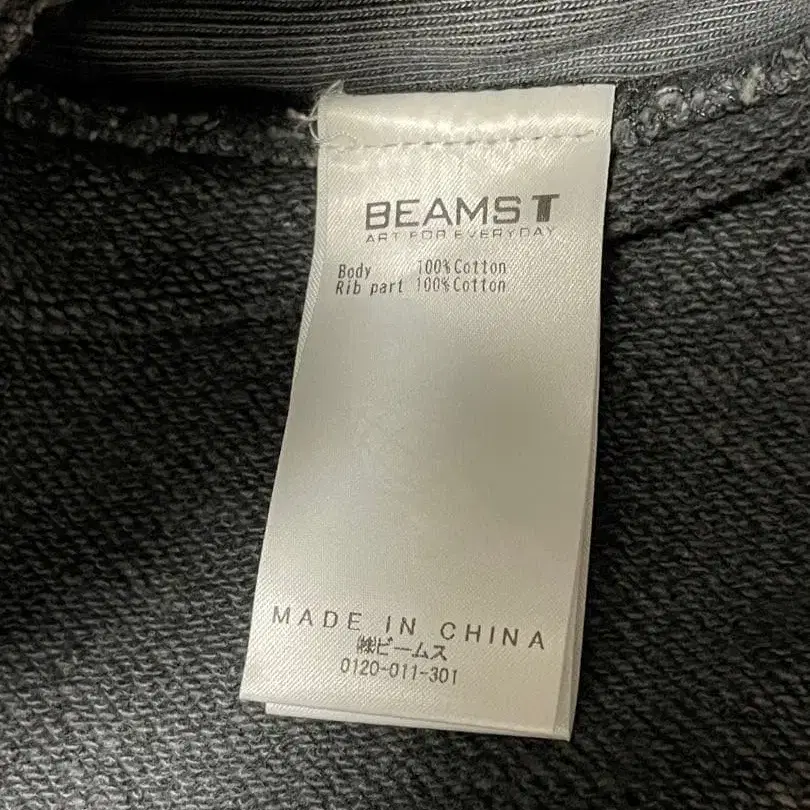 BEAMS T
ART FOR EVERYDAY
Body 100%Cotton
Rib part 100%Cotton
MADE IN CHINA
㈱ビームス
0120-011-301